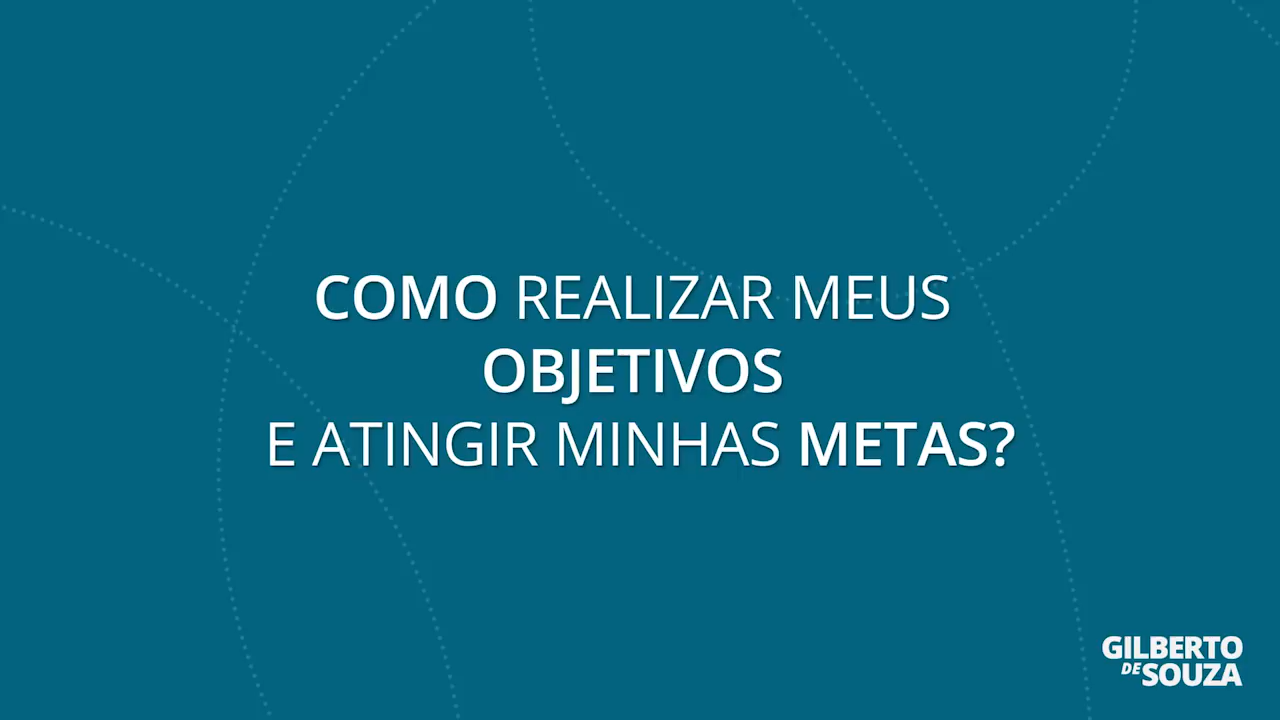 COMO REALIZAR MEUS
OBJETIVOS
E ATINGIR MINHAS METAS?
GILBERTO
DE SOUZA